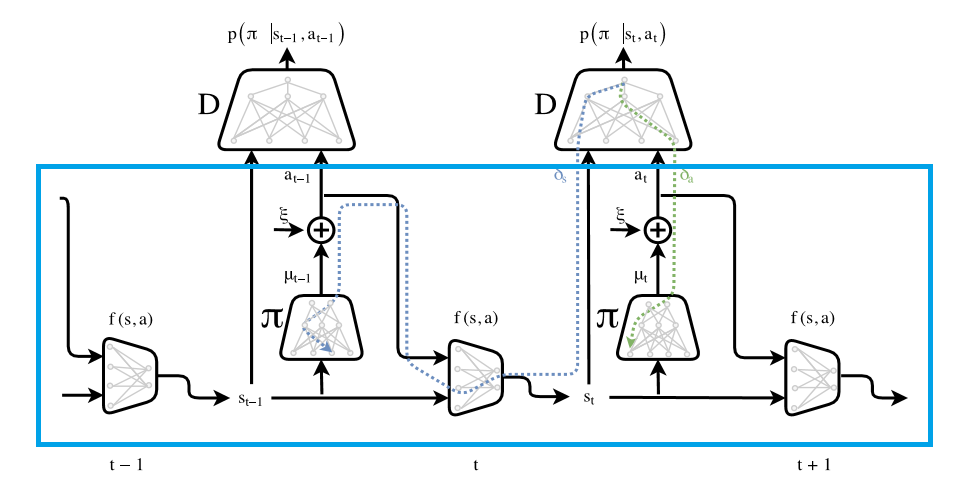 p(π |s_{t−1}, a_{t−1})
p(π |s_t, a_t)
D
D
a_{t−1}
δ_s
a_t
δ_a
ξ
ξ
μ_{t−1}
μ_t
π
π
f(s, a)
f(s, a)
f(s, a)
s_{t−1}
s_t
t − 1
t
t + 1